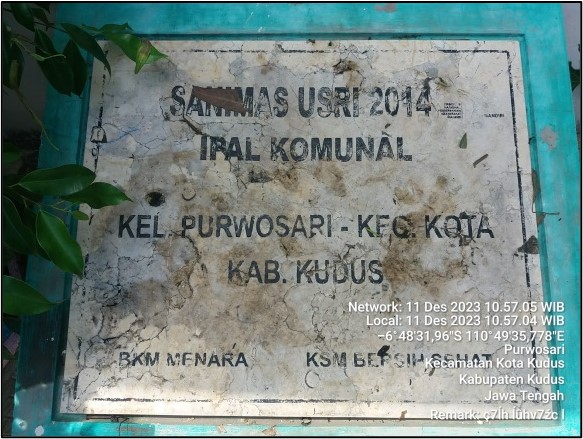 SANIMAS USRI 2014
IPAL KOMUNAL
KEL. PURWOSARI - KEC. KOTA
KAB. KUDUS
BKM MENARA
KSM BERSIH SEHAT
Network: 11 Des 2023 10.57.05 WIB
Local: 11 Des 2023 10.57.04 WIB
-6°48'31,96"S 110°49'35,778"E
Purwosari
Kecamatan Kota Kudus
Kabupaten Kudus
Jawa Tengah
Remark: